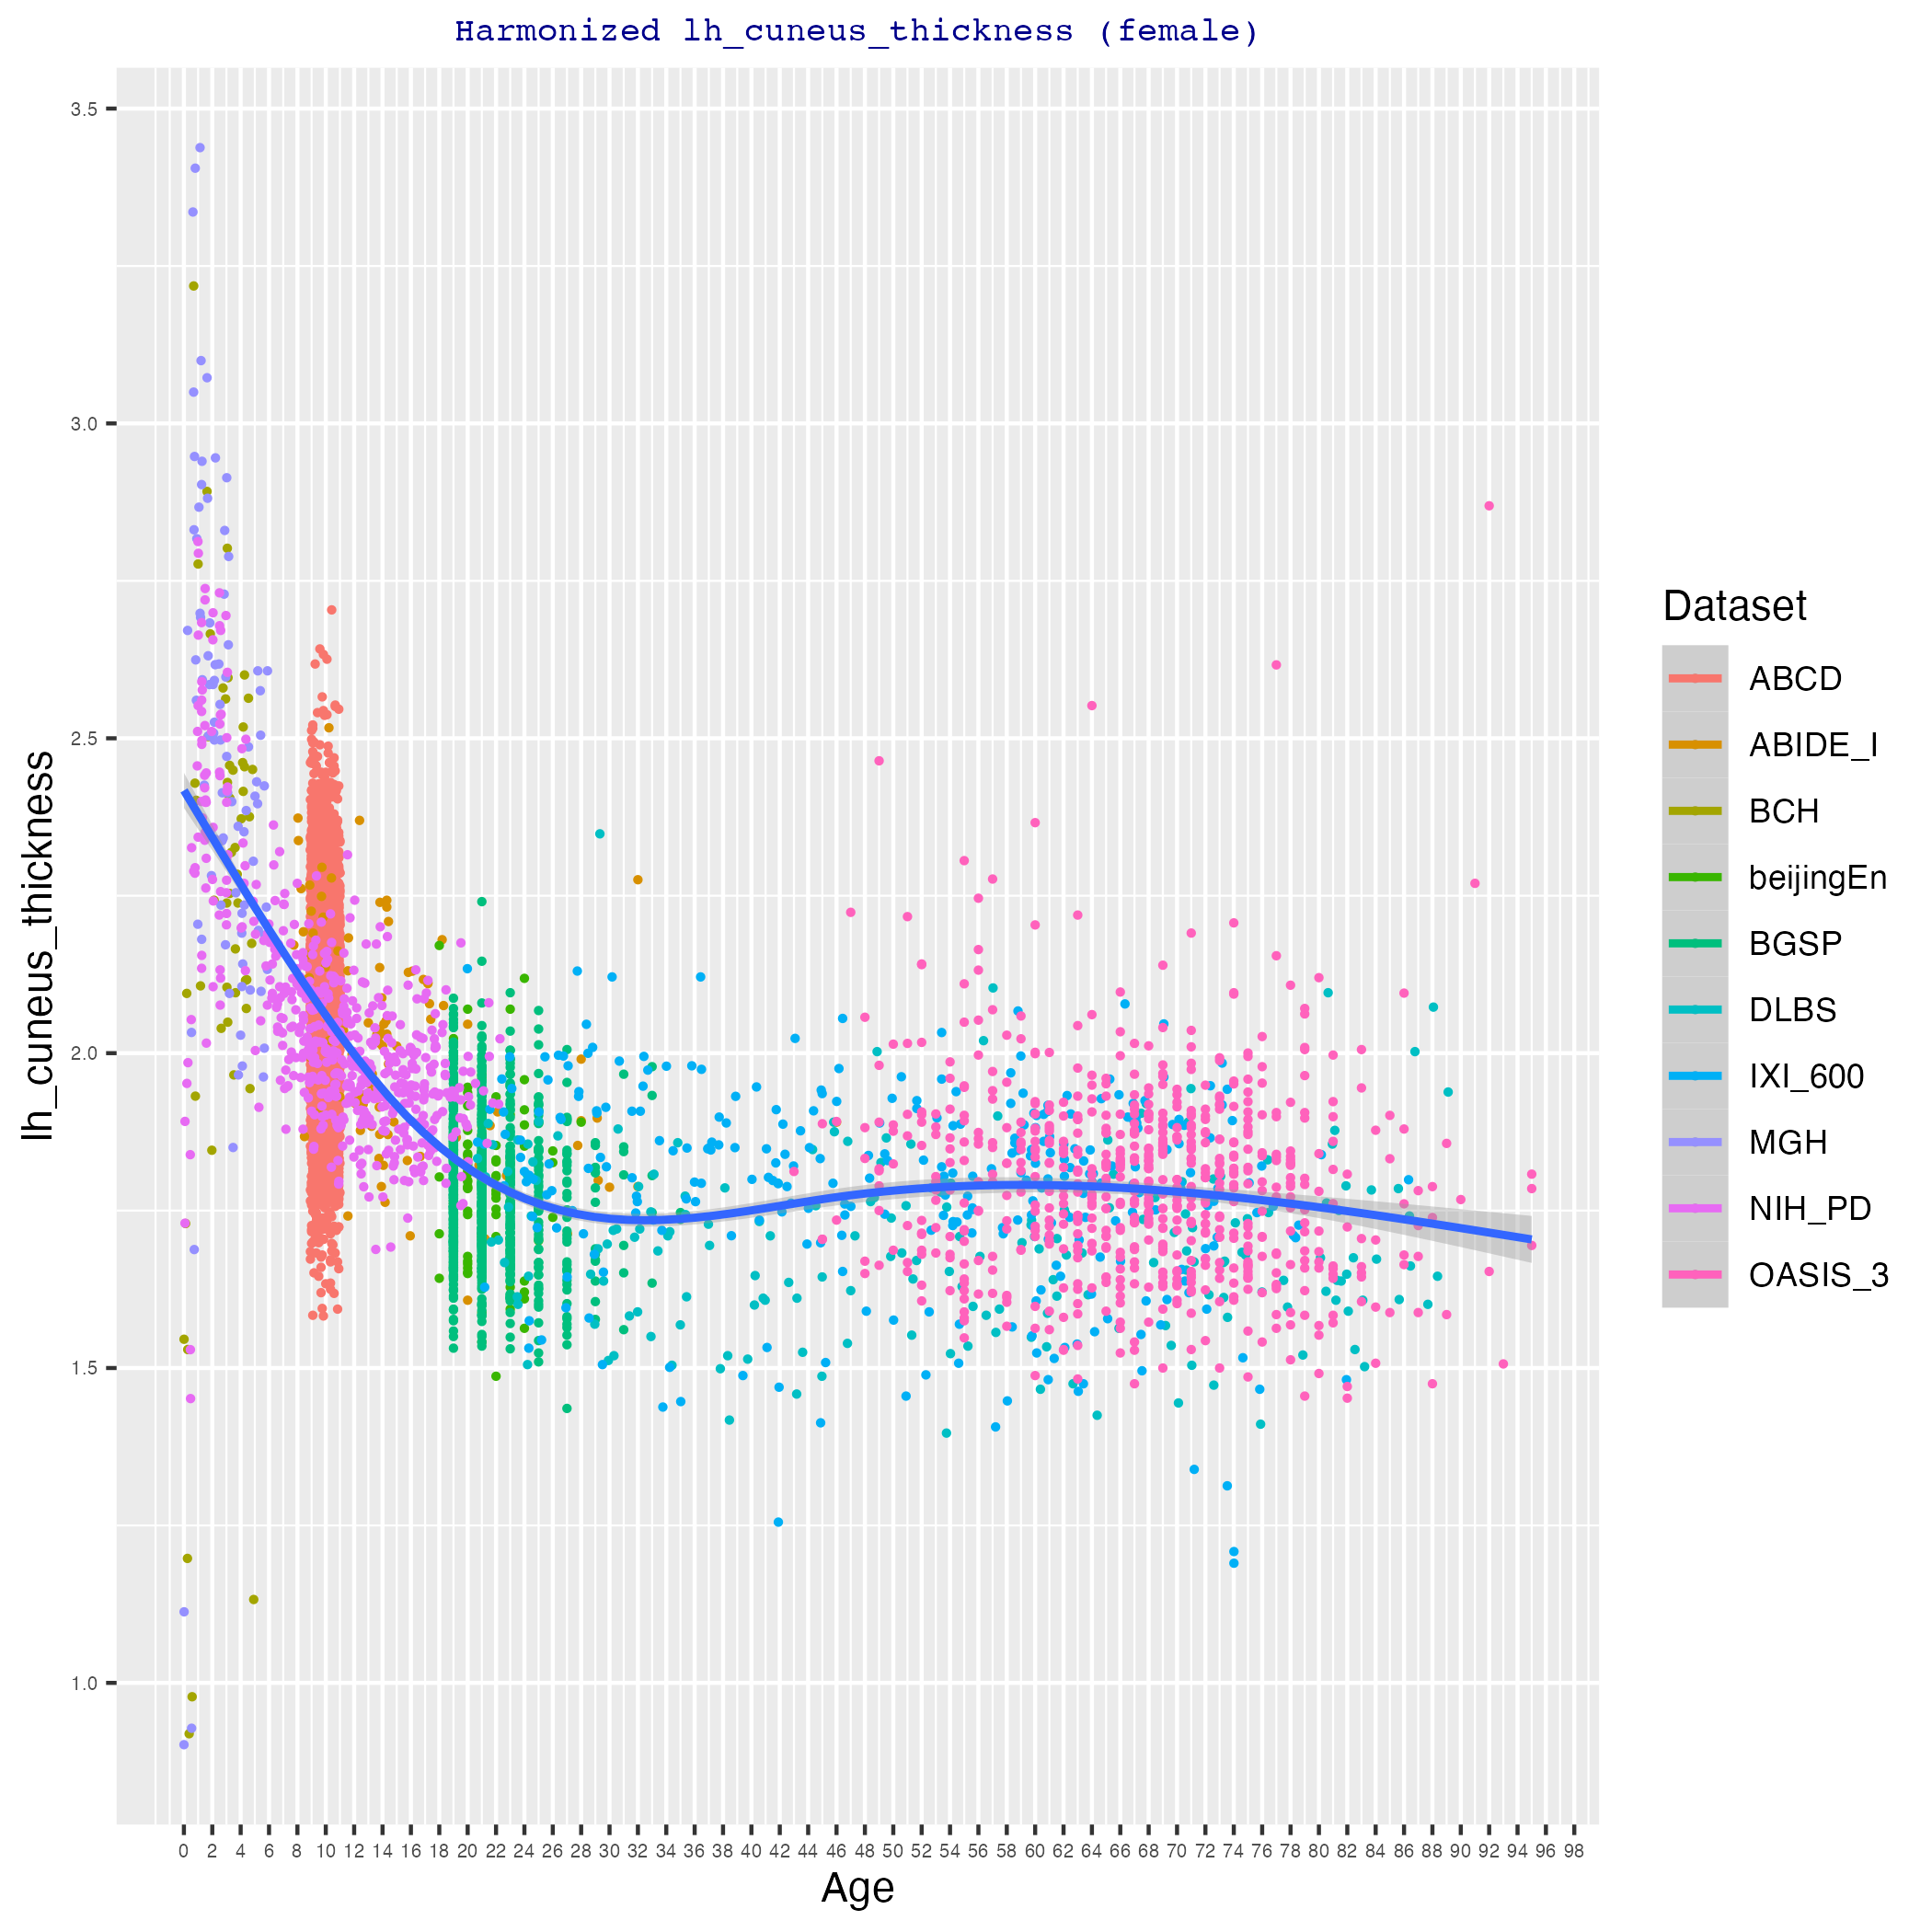 Harmonized lh_cuneus_thickness (female)
lh_cuneus_thickness
3.5
3.0
2.5
2.0
1.5
1.0
0 2 4 6 8 10 12 14 16 18 20 22 24 26 28 30 32 34 36 38 40 42 44 46 48 50 52 54 56 58 60 62 64 66 68 70 72 74 76 78 80 82 84 86 88 90 92 94 96 98
Age
Dataset
ABCD
ABIDE_I
BCH
beijingEn
BGSP
DLBS
IXI_600
MGH
NIH_PD
OASIS_3